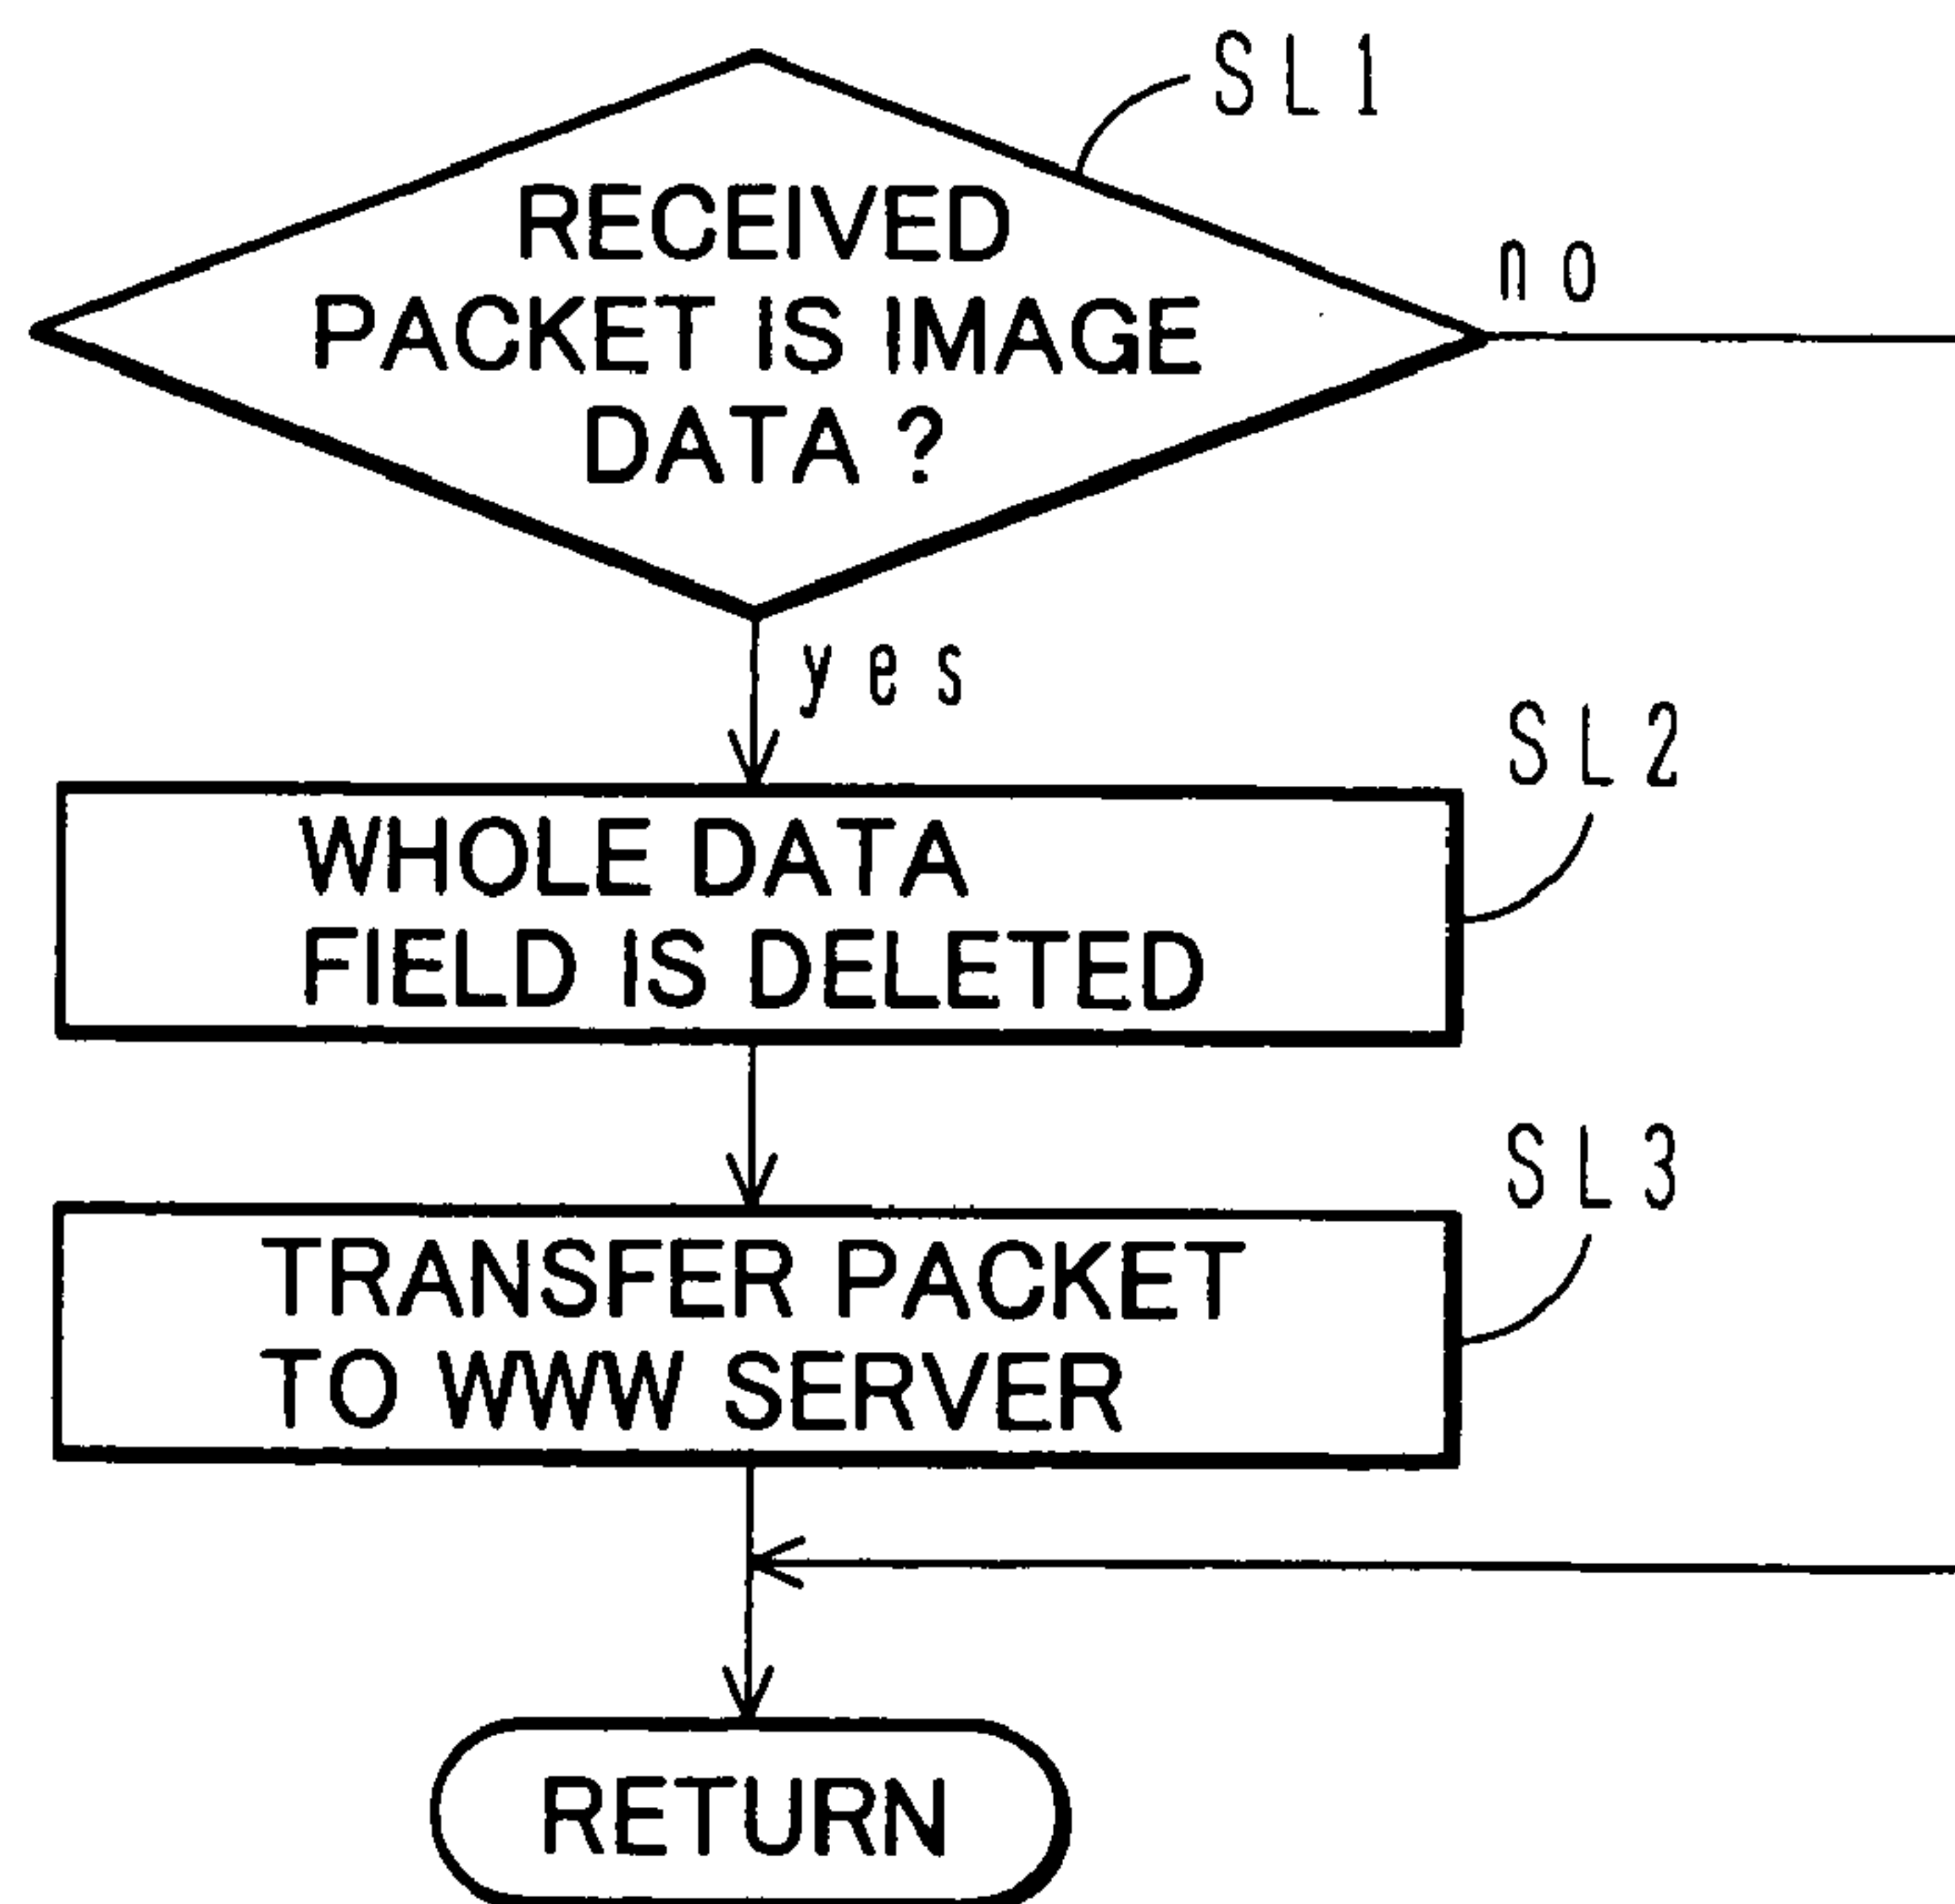 SL1
RECEIVED
PACKET IS IMAGE
DATA ?
no
yes
SL2
WHOLE DATA
FIELD IS DELETED
SL3
TRANSFER PACKET
TO WWW SERVER
RETURN